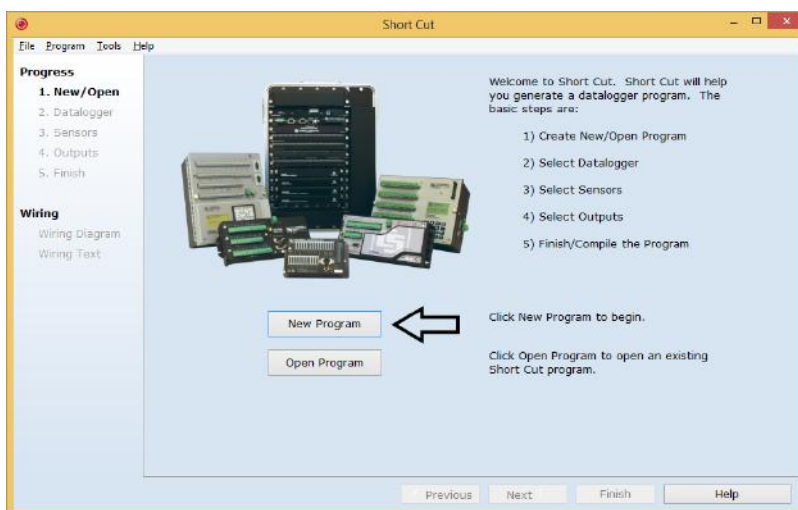 Short Cut
File Program Tools Help
Progress
1. New/Open
2. Datalogger
3. Sensors
4. Outputs
5. Finish
Wiring
Wiring Diagram
Wiring Text
Welcome to Short Cut. Short Cut will help
you generate a datalogger program. The
basic steps are:
1) Create New/Open Program
2) Select Datalogger
3) Select Sensors
4) Select Outputs
5) Finish/Compile the Program
New Program
Click New Program to begin.
Open Program
Click Open Program to open an existing
Short Cut program.
Previous Next Finish Help